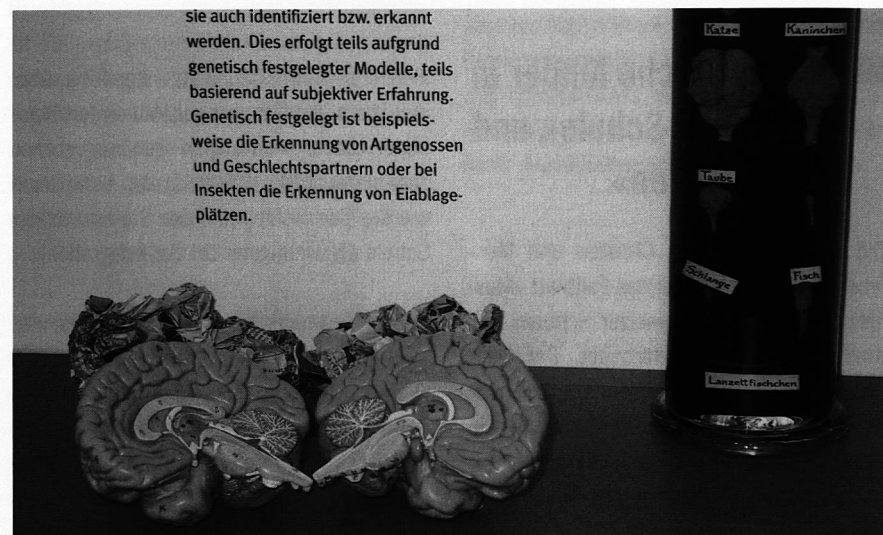 sie auch identifiziert bzw. erkannt
werden. Dies erfolgt teils aufgrund
genetisch festgelegter Modelle, teils
basierend auf subjektiver Erfahrung.
Genetisch festgelegt ist beispiels-
weise die Erkennung von Artgenossen
und Geschlechtspartnern oder bei
Insekten die Erkennung von Eiablage-
plätzen.
Katze
Kaninchen
Taube
Schlange
Fisch
Lanzettfischchen